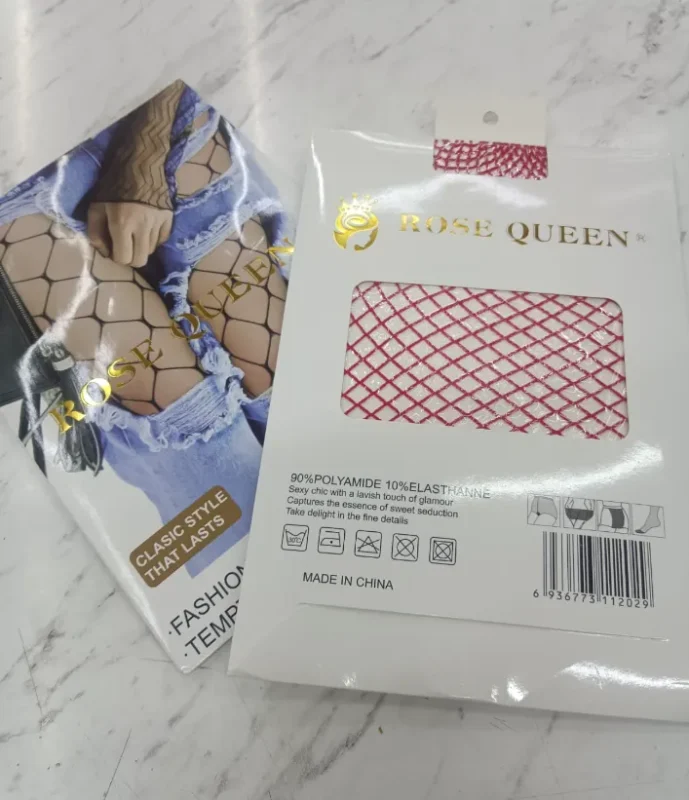 ROSE QUEEN
CLASIC STYLE
THAT LASTS
·FASHION
ROSE QUEEN®
90%POLYAMIDE 10%ELASTHANNE
Sexy chic with a lavish touch of glamour
Captures the essence of sweet seduction
Take delight in the fine details
30°C
MADE IN CHINA
6 936773 112029